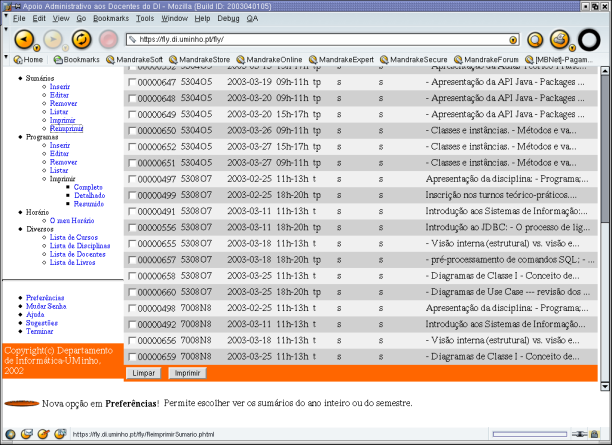 Apoio Administrativo aos Docentes do DI - Mozilla {Build ID: 2003040105}
File Edit View Go Bookmarks Tools Window Help Debug QA
https://fly.di.uminho.pt/fly/
Home Bookmarks MandrakeSoft MandrakeStore MandrakeOnline MandrakeExpert MandrakeSecure MandrakeForum [MBNet]-Pagam...
Sumários
Inserir
Editar
Remover
Listar
Imprimir
Reimprimir
Programas
Inserir
Editar
Remover
Listar
Imprimir
Completo
Detalhado
Resumido
Horário
O meu Horário
Diversos
Lista de Cursos
Lista de Disciplinas
Lista de Docentes
Lista de Livros
Preferências
Mudar Senha
Ajuda
Sugestões
Terminar
Copyright(c) Departamento
de Informática-UMinho,
2002
00000647 5304O5 2003-03-19 09h-11h tp s s - Apresentação da API Java - Packages ...
00000648 5304O5 2003-03-20 09h-11h tp s s - Apresentação da API Java - Packages ...
00000649 5304O5 2003-03-20 15h-17h tp s s - Apresentação da API Java - Packages ...
00000650 5304O5 2003-03-26 09h-11h tp s s - Classes e instâncias. - Métodos e va...
00000652 5304O5 2003-03-27 15h-17h tp s s - Classes e instâncias. - Métodos e va...
00000651 5304O5 2003-03-27 09h-11h tp s s - Classes e instâncias. - Métodos e va...
00000497 5308O7 2003-02-25 11h-13h t s s Apresentação da disciplina: - Programa;...
00000499 5308O7 2003-02-25 18h-20h tp s s Inscrição nos turnos teórico-práticos....
00000491 5308O7 2003-03-11 11h-13h t s s Introdução aos Sistemas de Informação:...
00000556 5308O7 2003-03-11 18h-20h tp s s Introdução ao JDBC: - O processo de lig...
00000655 5308O7 2003-03-18 11h-13h t s s - Visão interna (estrutural) vs. visão e...
00000657 5308O7 2003-03-18 18h-20h tp s s - pré-processamento de comandos SQL; - ...
00000658 5308O7 2003-03-25 11h-13h t s s - Diagramas de Classe I - Conceito de...
00000660 5308O7 2003-03-25 18h-20h tp s s - Diagramas de Use Case --- revisão dos ...
00000498 7008N8 2003-02-25 11h-13h t s s Apresentação da disciplina: - Programa;...
00000492 7008N8 2003-03-11 11h-13h t s s Introdução aos Sistemas de Informação:...
00000656 7008N8 2003-03-18 11h-13h t s s - Visão interna (estrutural) vs. visão e...
00000659 7008N8 2003-03-25 11h-13h t s s - Diagramas de Classe I - Conceito de...
Limpar Imprimir
Nova opção em Preferências! Permite escolher ver os sumários do ano inteiro ou do semestre.
https://fly.di.uminho.pt/fly/ReimprimirSumario.phtml